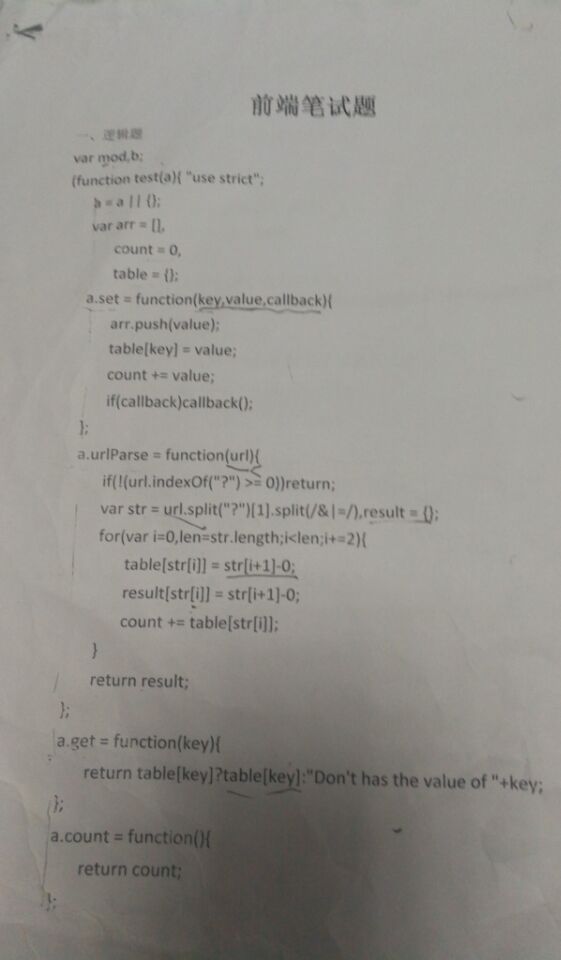 前端笔试题
一、逻辑题
var mod,b;
(function test(a){ "use strict";
a = a || {};
var arr = [],
count = 0,
table = {};
a.set = function(key,value,callback){
arr.push(value);
table[key] = value;
count += value;
if(callback)callback();
};
a.urlParse = function(url){
if(!(url.indexOf("?") >= 0))return;
var str = url.split("?")[1].split(/&|=/),result = {};
for(var i=0,len=str.length;i<len;i+=2){
table[str[i]] = str[i+1]-0;
result[str[i]] = str[i+1]-0;
count += table[str[i]];
}
return result;
};
a.get = function(key){
return table[key]?table[key]:"Don't has the value of "+key;
};
a.count = function(){
return count;
};